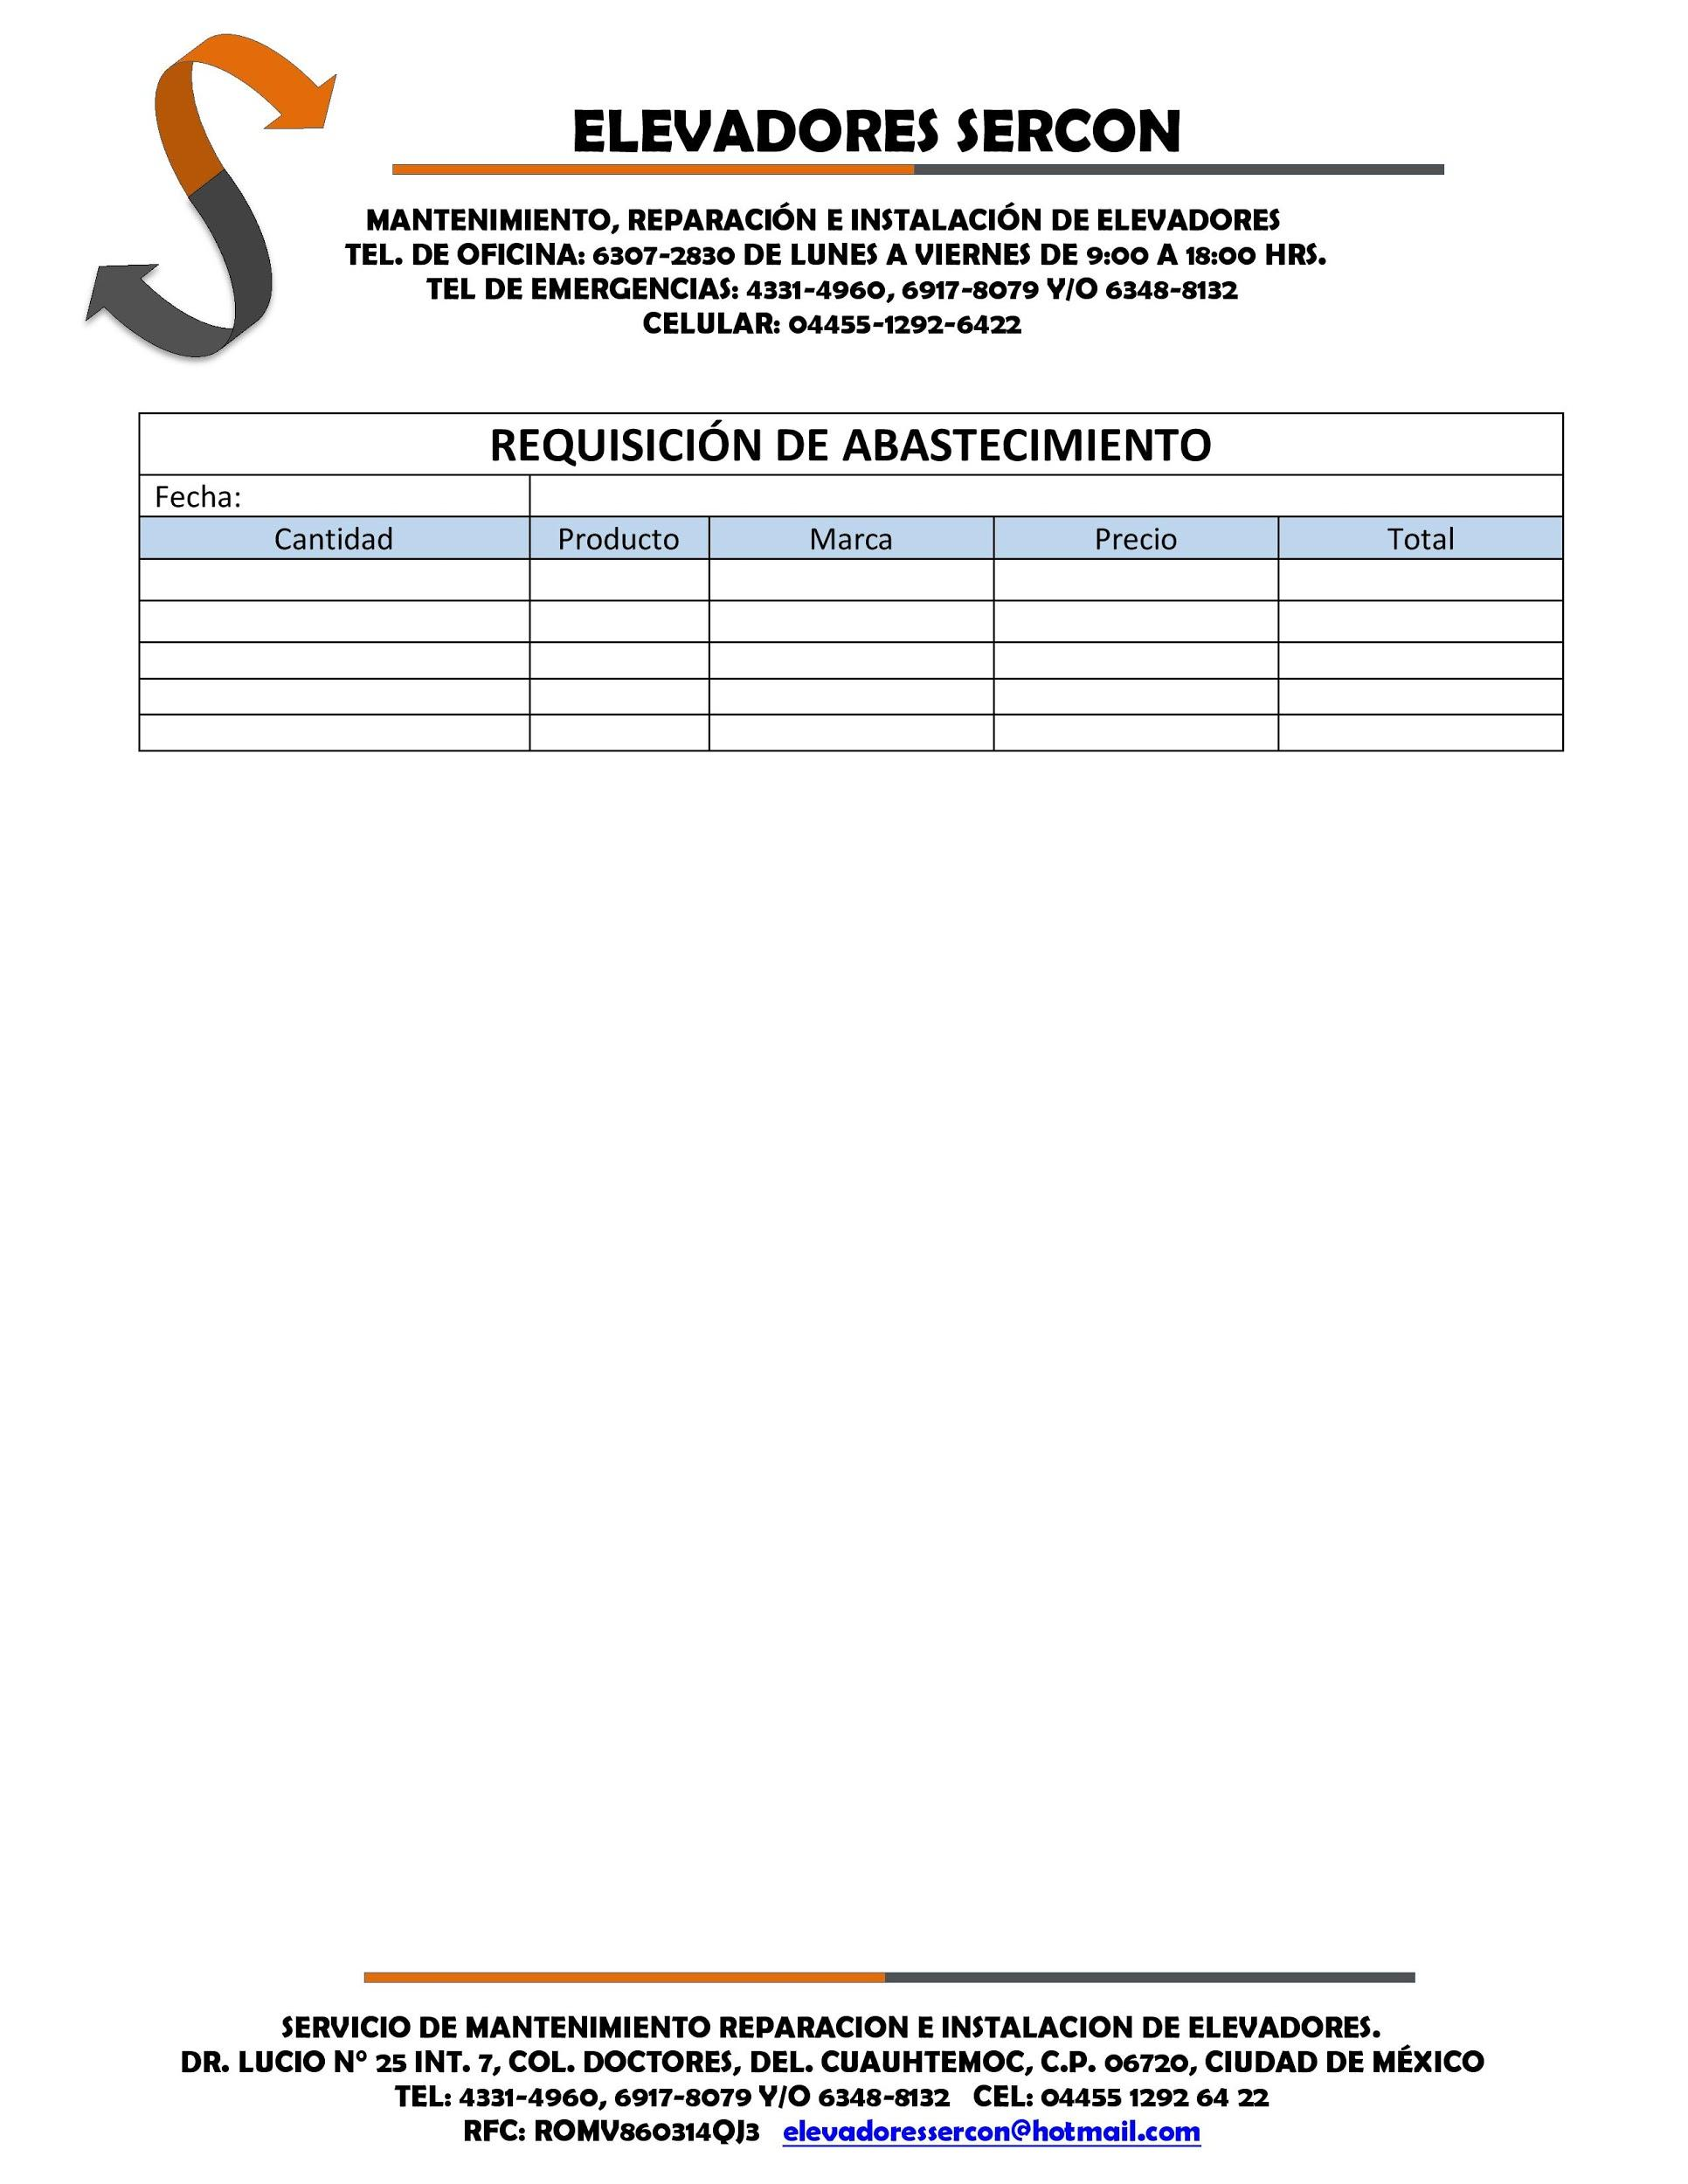 ELEVADORES SERCON
MANTENIMIENTO, REPARACIÓN E INSTALACIÓN DE ELEVADORES
TEL. DE OFICINA: 6307-2830 DE LUNES A VIERNES DE 9:00 A 18:00 HRS.
TEL DE EMERGENCIAS: 4331-4960, 6917-8079 Y/O 6348-8132
CELULAR: 04455-1292-6422
REQUISICIÓN DE ABASTECIMIENTO
Fecha:
Cantidad Producto Marca Precio Total
SERVICIO DE MANTENIMIENTO REPARACION E INSTALACION DE ELEVADORES.
DR. LUCIO N° 25 INT. 7, COL. DOCTORES, DEL. CUAUHTEMOC, C.P. 06720, CIUDAD DE MÉXICO
TEL: 4331-4960, 6917-8079 Y/O 6348-8132 CEL: 04455 1292 64 22
RFC: ROMV860314QJ3 elevadoressercon@hotmail.com